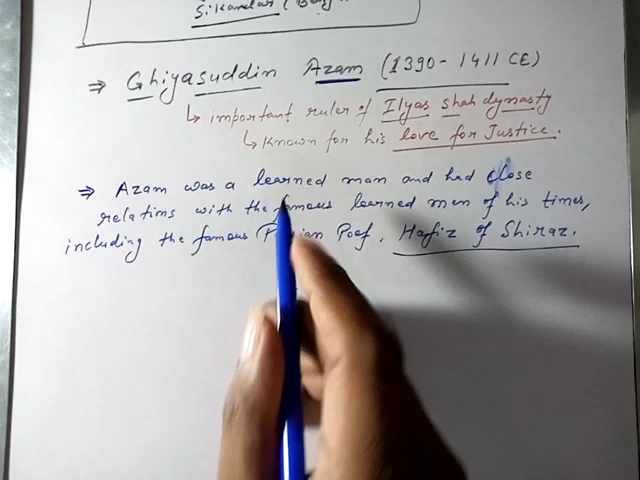 Sikandar (Beng
⇒ Ghiyasuddin Azam (1390-1411 CE)
↳ important ruler of Ilyas shah dynasty
↳ Known for his love for Justice.
⇒ Azam was a learned man and had close
relations with the famous learned men of his times,
including the famous Persian Poet, Hafiz of Shiraz.